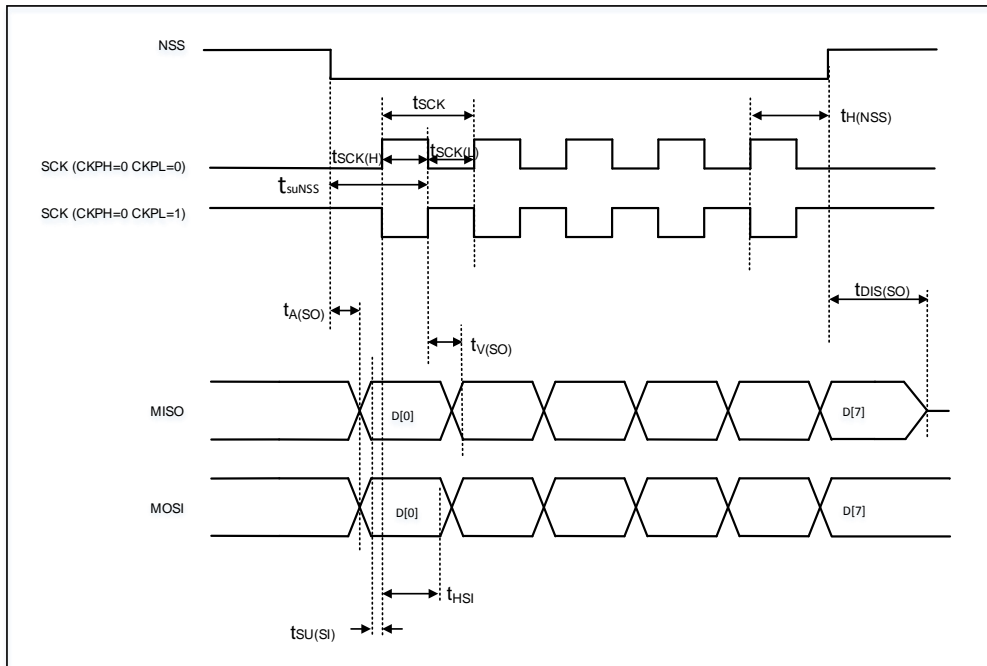 NSS
tSCK
tH(NSS)
tSCK(H)
tSCK(L)
SCK (CKPH=0 CKPL=0)
tsuNSS
SCK (CKPH=0 CKPL=1)
tDIS(SO)
tA(SO)
tV(SO)
MISO
D[0]
D[7]
MOSI
D[0]
D[7]
tHSI
tSU(SI)